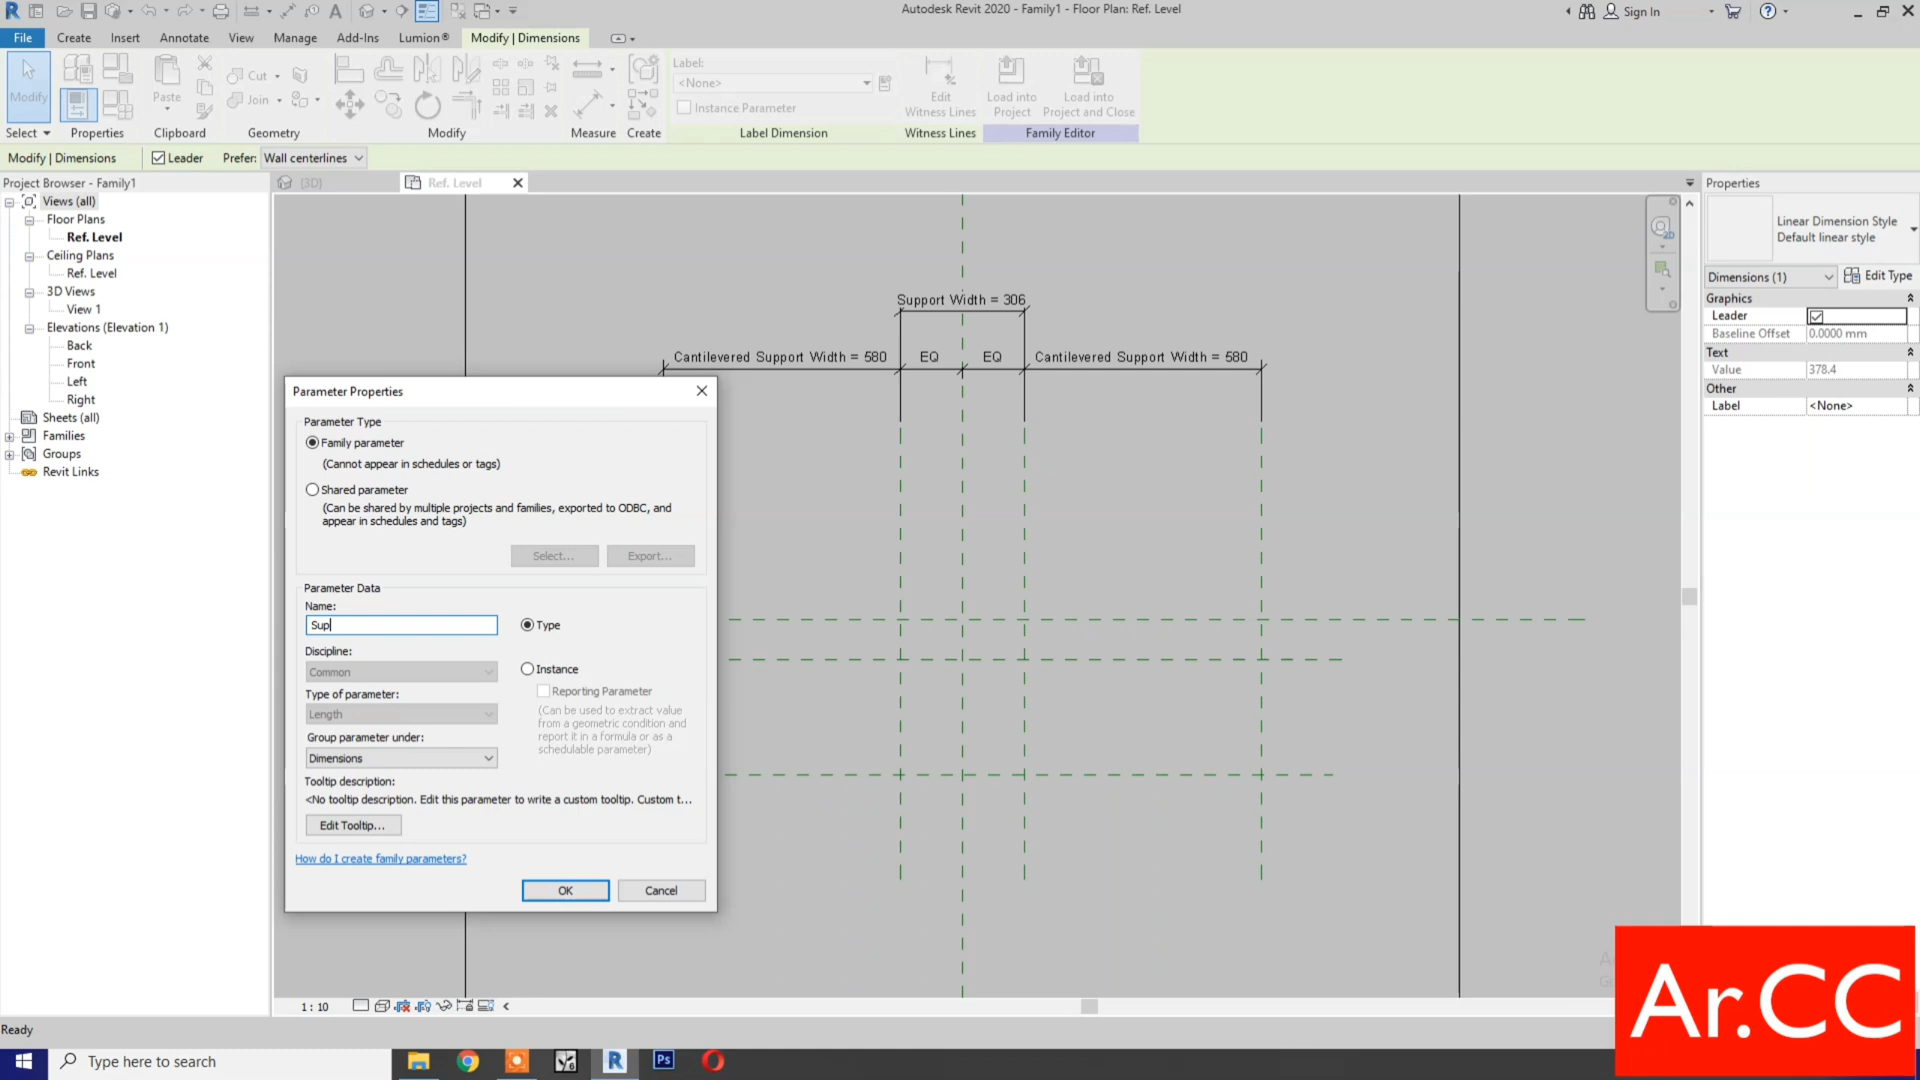 Autodesk Revit 2020 - Family1 - Floor Plan: Ref. Level
Sign In
File
Create
Insert
Annotate
View
Manage
Add-Ins
Lumion®
Modify | Dimensions
Modify
Paste
Cut
Join
Label:
<None>
Instance Parameter
Edit
Witness Lines
Load into
Project
Load into
Project and Close
Select
Properties
Clipboard
Geometry
Modify
Measure
Create
Label Dimension
Witness Lines
Family Editor
Modify | Dimensions
Leader
Prefer:
Wall centerlines
Project Browser - Family1
Views (all)
Floor Plans
Ref. Level
Ceiling Plans
Ref. Level
3D Views
View 1
Elevations (Elevation 1)
Back
Front
Left
Right
Sheets (all)
Families
Groups
Revit Links
{3D}
Ref. Level
Support Width = 306
Cantilevered Support Width = 580
EQ
EQ
Cantilevered Support Width = 580
Parameter Properties
Parameter Type
Family parameter
(Cannot appear in schedules or tags)
Shared parameter
(Can be shared by multiple projects and families, exported to ODBC, and
appear in schedules and tags)
Select...
Export...
Parameter Data
Name:
Sup
Type
Discipline:
Common
Instance
Reporting Parameter
Type of parameter:
Length
(Can be used to extract value
from a geometric condition and
report it in a formula or as a
schedulable parameter)
Group parameter under:
Dimensions
Tooltip description:
<No tooltip description. Edit this parameter to write a custom tooltip. Custom t...
Edit Tooltip...
How do I create family parameters?
OK
Cancel
Properties
Linear Dimension Style
Default linear style
Dimensions (1)
Edit Type
Graphics
Leader
Baseline Offset
0.0000 mm
Text
Value
378.4
Other
Label
<None>
1 : 10
Ready
Type here to search
Ps
Ar.CC